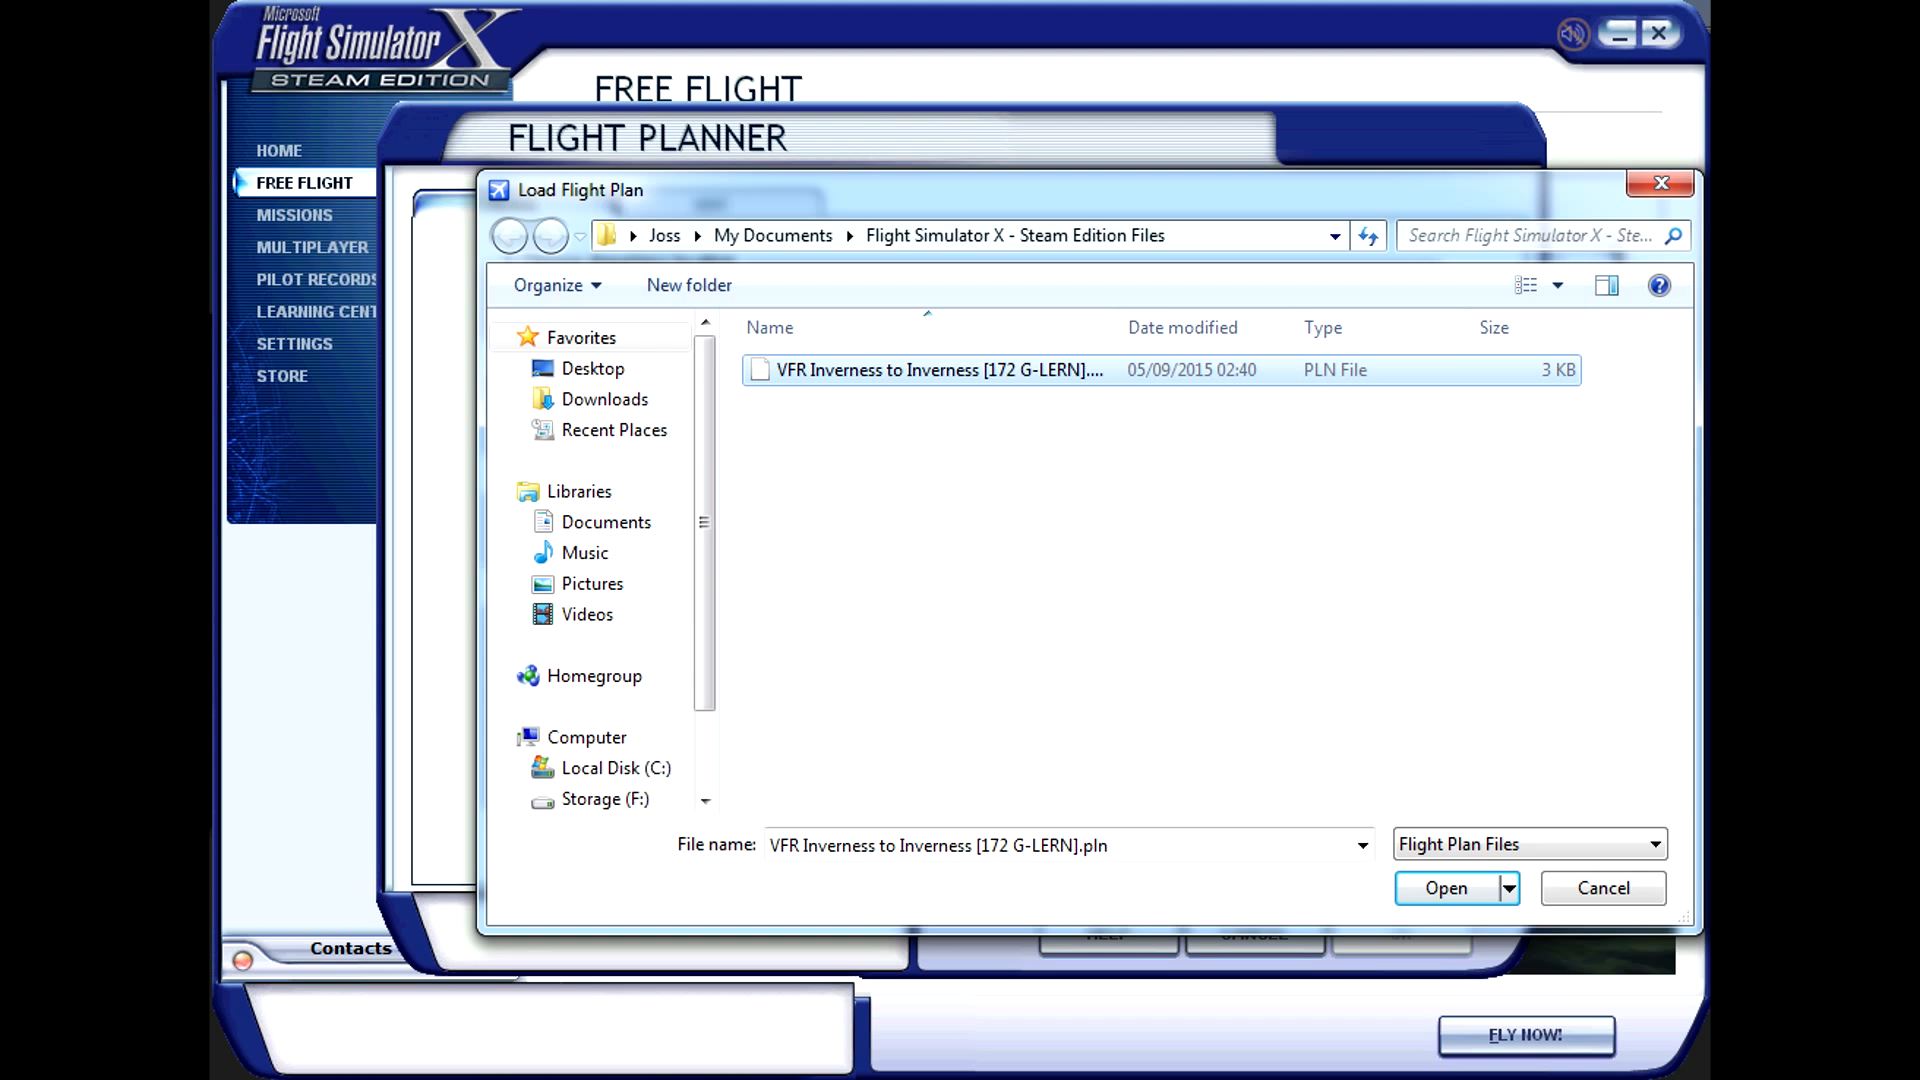 Microsoft
Flight Simulator X
STEAM EDITION
FREE FLIGHT
FLIGHT PLANNER
HOME
FREE FLIGHT
MISSIONS
MULTIPLAYER
PILOT RECORDS
LEARNING CENT
SETTINGS
STORE
Load Flight Plan
Joss
My Documents
Flight Simulator X - Steam Edition Files
Search Flight Simulator X - Ste...
Organize
New folder
Name
Date modified
Type
Size
VFR Inverness to Inverness [172 G-LERN]....
05/09/2015 02:40
PLN File
3 KB
Favorites
Desktop
Downloads
Recent Places
Libraries
Documents
Music
Pictures
Videos
Homegroup
Computer
Local Disk (C:)
Storage (F:)
File name:
VFR Inverness to Inverness [172 G-LERN].pln
Flight Plan Files
Open
Cancel
Contacts
FLY NOW!